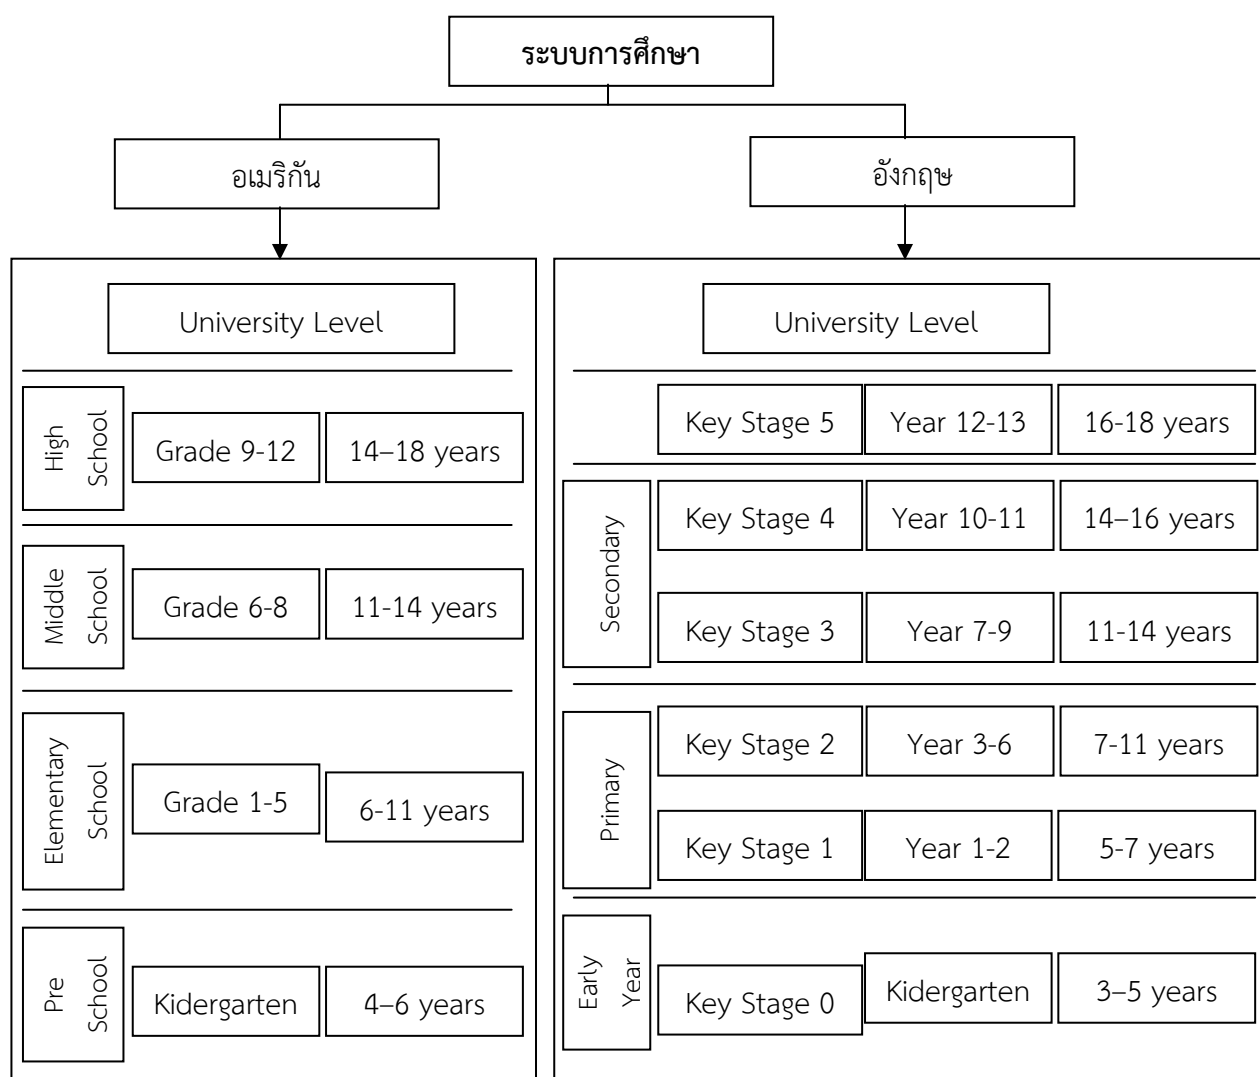 ระบบการศึกษา
อเมริกัน
อังกฤษ
University Level
High
School
Grade 9-12
14–18 years
Middle
School
Grade 6-8
11-14 years
Elementary
School
Grade 1-5
6-11 years
Pre
School
Kidergarten
4–6 years
University Level
Key Stage 5
Year 12-13
16-18 years
Secondary
Key Stage 4
Year 10-11
14–16 years
Key Stage 3
Year 7-9
11-14 years
Primary
Key Stage 2
Year 3-6
7-11 years
Key Stage 1
Year 1-2
5-7 years
Early
Year
Key Stage 0
Kidergarten
3–5 years